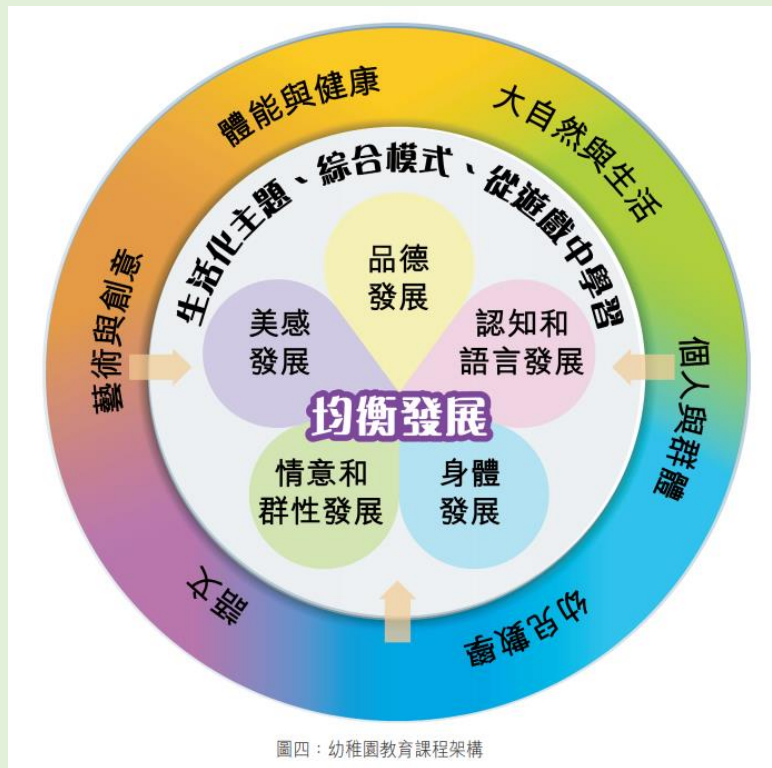 體能與健康
大自然與生活
生活化主題、綜合模式、從遊戲中學習
品德
發展
美感
發展
認知和
語言發展
藝術與創意
個人與群體
均衡發展
情意和
群性發展
身體
發展
語文
幼兒數學
圖四：幼稚園教育課程架構